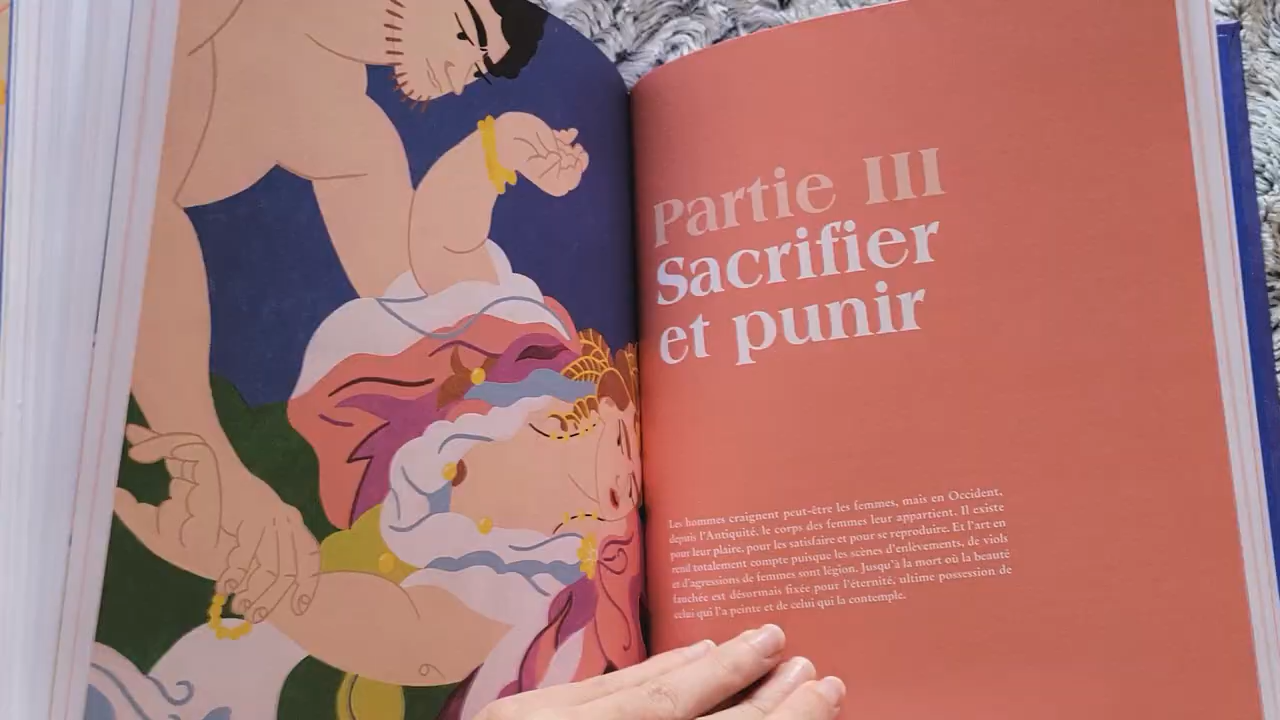 Partie III
Sacrifier
et punir
Les hommes craignent peut-être les femmes, mais en Occident,
depuis l'Antiquité, le corps des femmes leur appartient. Il existe
pour leur plaire, pour les satisfaire et pour se reproduire. Et l'art en
rend totalement compte puisque les scènes d'enlèvements, de viols
et d'agressions de femmes sont légion. Jusqu'à la mort où la beauté
fauchée est désormais fixée pour l'éternité, ultime possession de
celui qui l'a peinte et de celui qui la contemple.